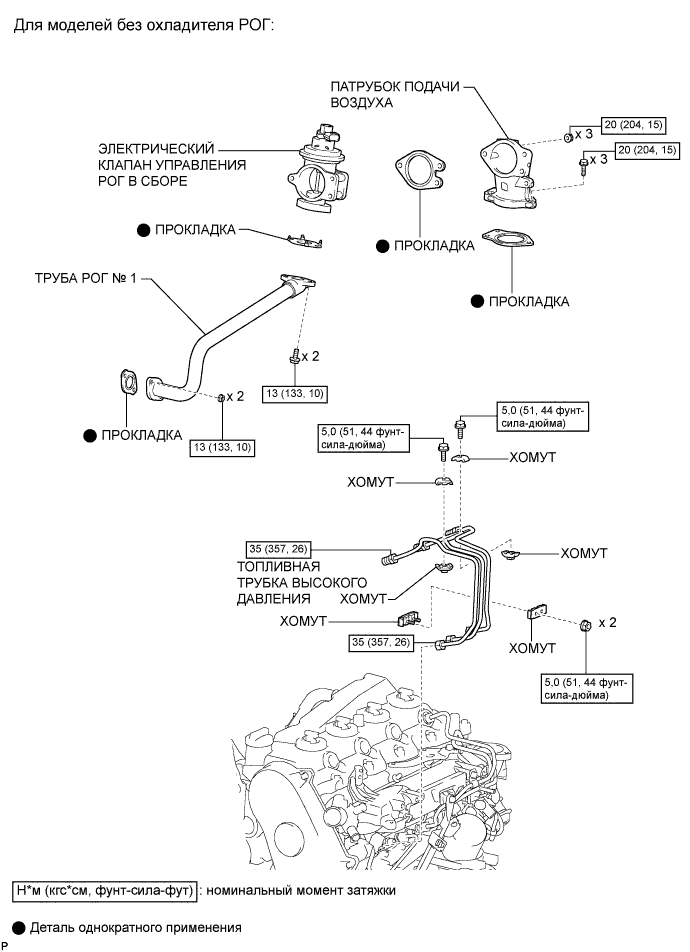 Для моделей без охладителя РОГ:
ПАТРУБОК ПОДАЧИ
ВОЗДУХА
20 (204, 15)
x 3
20 (204, 15)
x 3
ЭЛЕКТРИЧЕСКИЙ
КЛАПАН УПРАВЛЕНИЯ
РОГ В СБОРЕ
ПРОКЛАДКА
ПРОКЛАДКА
ПРОКЛАДКА
ТРУБА РОГ № 1
x 2
13 (133, 10)
x 2
ПРОКЛАДКА
13 (133, 10)
5,0 (51, 44 фунт-
сила-дюйма)
5,0 (51, 44 фунт-
сила-дюйма)
ХОМУТ
ХОМУТ
35 (357, 26)
ХОМУТ
ТОПЛИВНАЯ
ТРУБКА ВЫСОКОГО
ДАВЛЕНИЯ
ХОМУТ
ХОМУТ
x 2
35 (357, 26)
ХОМУТ
5,0 (51, 44 фунт-
сила-дюйма)
Н*м (кгс*см, фунт-сила-фут) : номинальный момент затяжки
Деталь однократного применения
P